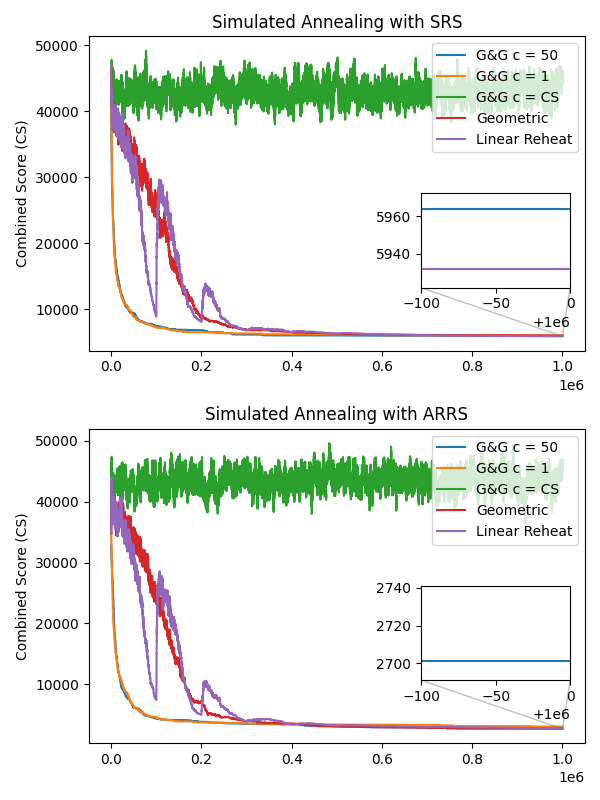 Simulated Annealing with SRS
50000
40000
30000
20000
10000
Combined Score (CS)
G&G c = 50
G&G c = 1
G&G c = CS
Geometric
Linear Reheat
5960
5940
−100
−50
0
+1e6
0.0
0.2
0.4
0.6
0.8
1.0
1e6
Simulated Annealing with ARRS
50000
40000
30000
20000
10000
Combined Score (CS)
G&G c = 50
G&G c = 1
G&G c = CS
Geometric
Linear Reheat
2740
2720
2700
−100
−50
0
+1e6
0.0
0.2
0.4
0.6
0.8
1.0
1e6